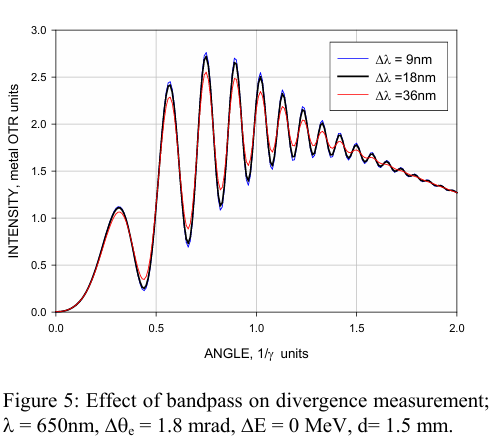 3.0
2.5
2.0
1.5
1.0
0.5
0.0
INTENSITY, metal OTR units
Δλ = 9nm
Δλ =18nm
Δλ =36nm
0.0 0.5 1.0 1.5 2.0
ANGLE, 1/γ units
Figure 5: Effect of bandpass on divergence measurement;
λ = 650nm, Δθe = 1.8 mrad, ΔE = 0 MeV, d= 1.5 mm.